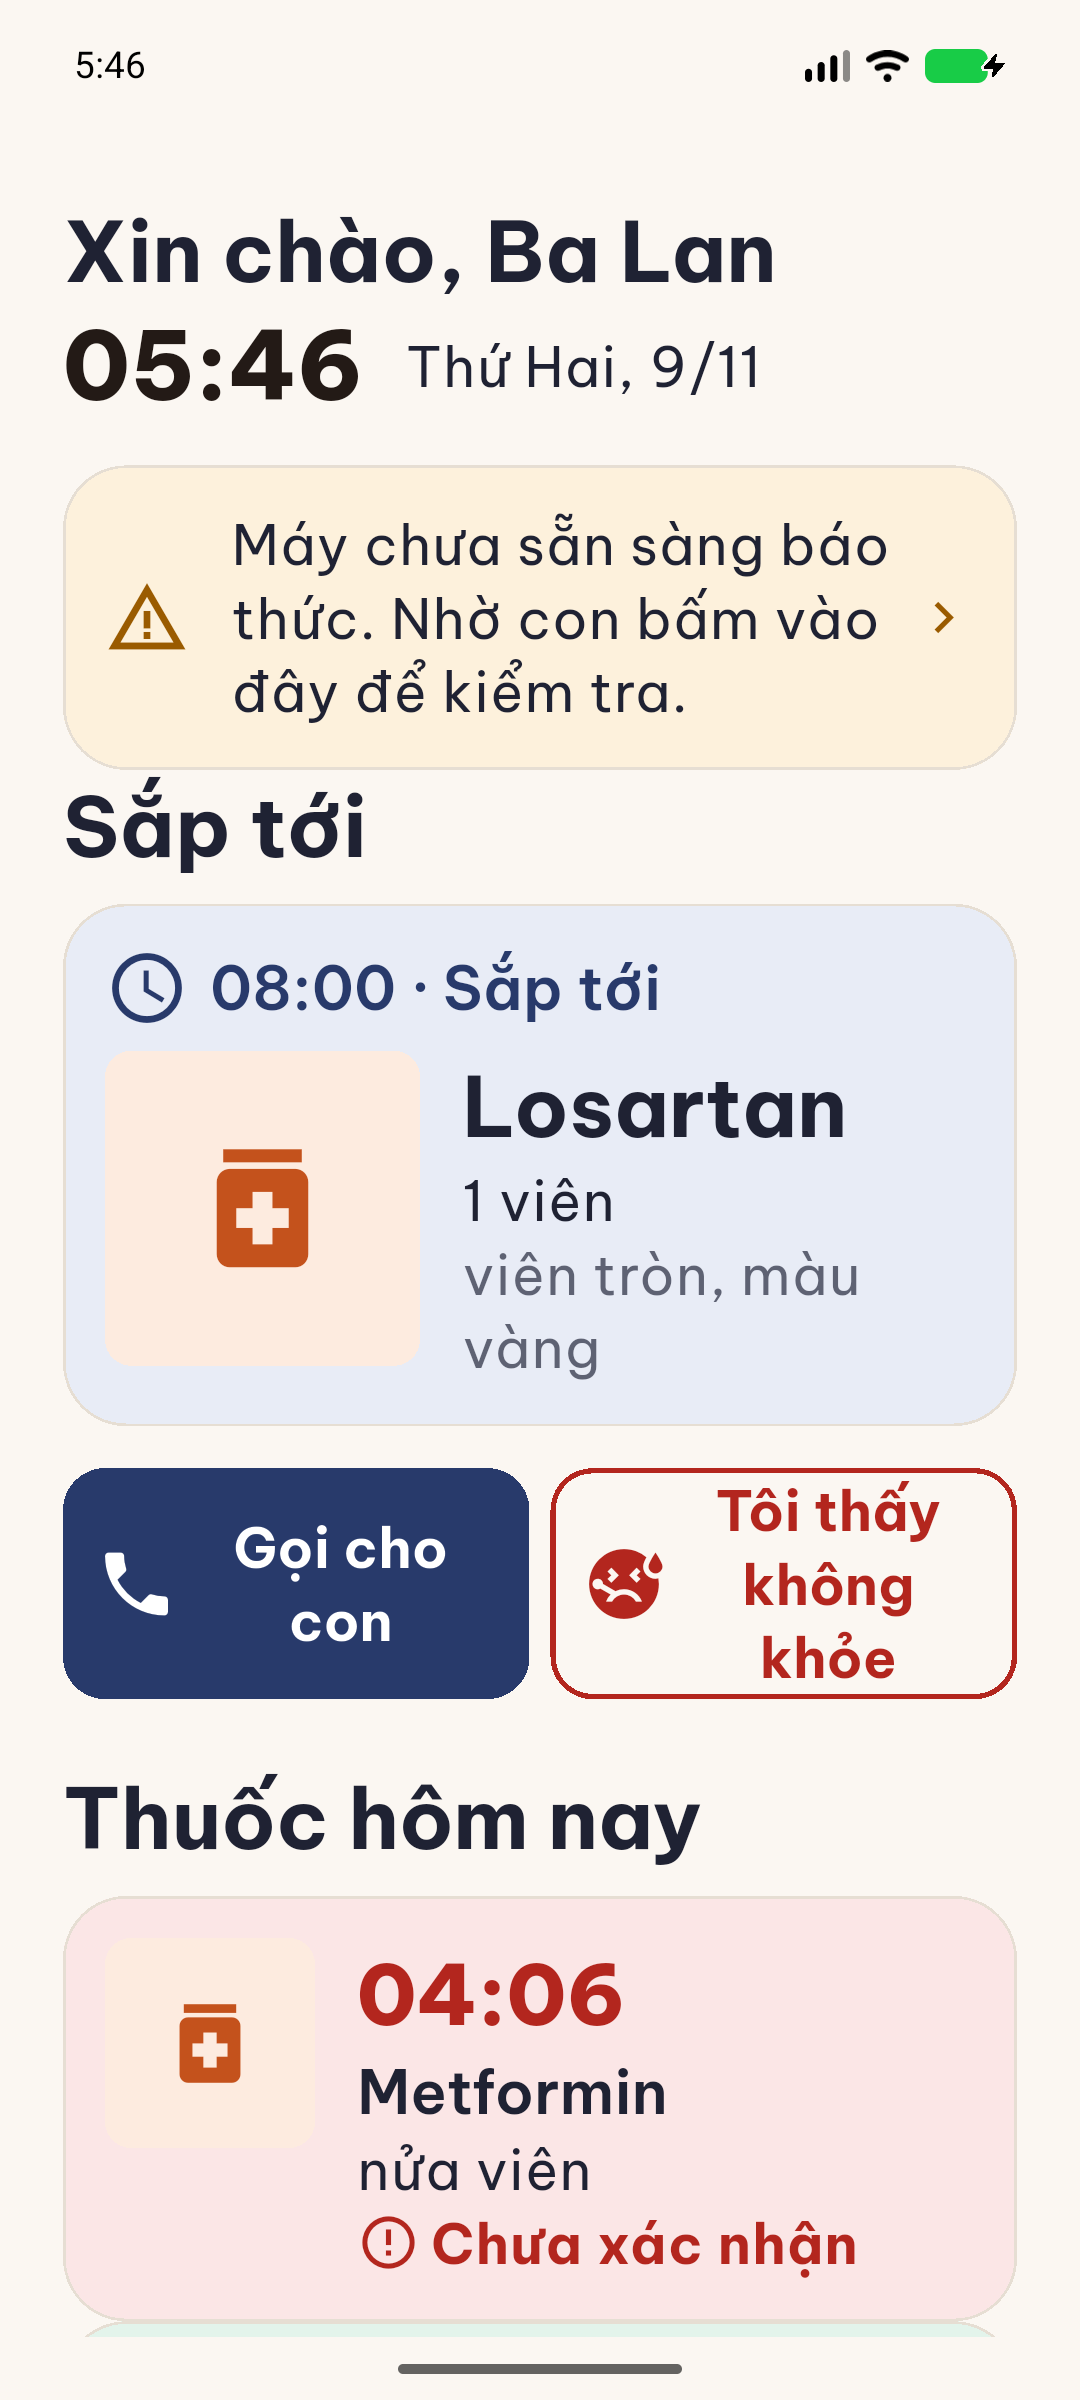 5:46
Xin chào, Ba Lan
05:46 Thứ Hai, 9/11
Máy chưa sẵn sàng báo
thức. Nhờ con bấm vào
đây để kiểm tra.
Sắp tới
08:00 · Sắp tới
Losartan
1 viên
viên tròn, màu
vàng
Gọi cho
con
Tôi thấy
không
khỏe
Thuốc hôm nay
04:06
Metformin
nửa viên
Chưa xác nhận